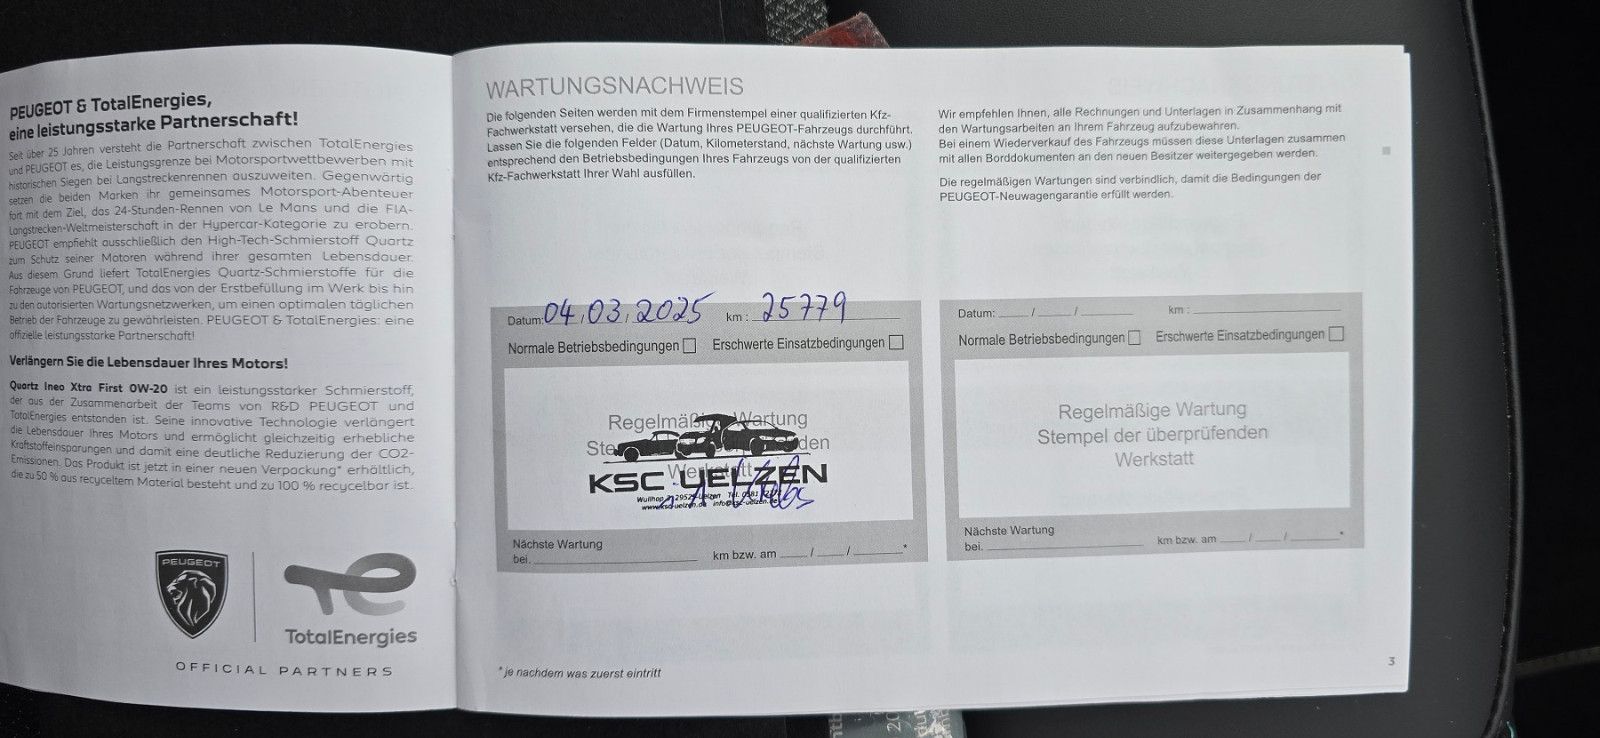 PEUGEOT & TotalEnergies,
eine leistungsstarke Partnerschaft!
Seit über 25 Jahren versteht die Partnerschaft zwischen TotalEnergies
und PEUGEOT es, die Leistungsgrenze bei Motorsportwettbewerben mit
historischen Siegen bei Langstreckenrennen auszuweiten. Gegenwärtig
setzen die beiden Marken ihr gemeinsames Motorsport-Abenteuer
fort mit dem Ziel, das 24-Stunden-Rennen von Le Mans und die FIA-
Langstrecken-Weltmeisterschaft in der Hypercar-Kategorie zu erobern.
PEUGEOT empfiehlt ausschließlich den High-Tech-Schmierstoff Quartz
zum Schutz seiner Motoren während ihrer gesamten Lebensdauer.
Aus diesem Grund liefert TotalEnergies Quartz-Schmierstoffe für die
Fahrzeuge von PEUGEOT, und das von der Erstbefüllung im Werk bis hin
zu den autorisierten Wartungsnetzwerken, um einen optimalen täglichen
Betrieb der Fahrzeuge zu gewährleisten. PEUGEOT & TotalEnergies: eine
offizielle leistungsstarke Partnerschaft!
Verlängern Sie die Lebensdauer Ihres Motors!
Quartz Ineo Xtra First 0W-20 ist ein leistungsstarker Schmierstoff,
der aus der Zusammenarbeit der Teams von R&D PEUGEOT und
TotalEnergies entstanden ist. Seine innovative Technologie verlängert
die Lebensdauer Ihres Motors und ermöglicht gleichzeitig erhebliche
Kraftstoffeinsparungen und damit eine deutliche Reduzierung der CO2-
Emissionen. Das Produkt ist jetzt in einer neuen Verpackung* erhältlich,
die zu 50 % aus recyceltem Material besteht und zu 100 % recycelbar ist.
PEUGEOT
TotalEnergies
OFFICIAL PARTNERS
WARTUNGSNACHWEIS
Die folgenden Seiten werden mit dem Firmenstempel einer qualifizierten Kfz-
Fachwerkstatt versehen, die die Wartung Ihres PEUGEOT-Fahrzeugs durchführt.
Lassen Sie die folgenden Felder (Datum, Kilometerstand, nächste Wartung usw.)
entsprechend den Betriebsbedingungen Ihres Fahrzeugs von der qualifizierten
Kfz-Fachwerkstatt Ihrer Wahl ausfüllen.
Wir empfehlen Ihnen, alle Rechnungen und Unterlagen in Zusammenhang mit
den Wartungsarbeiten an Ihrem Fahrzeug aufzubewahren.
Bei einem Wiederverkauf des Fahrzeugs müssen diese Unterlagen zusammen
mit allen Borddokumenten an den neuen Besitzer weitergegeben werden.
Die regelmäßigen Wartungen sind verbindlich, damit die Bedingungen der
PEUGEOT-Neuwagengarantie erfüllt werden.
Datum: 04.03.2025 km : 25779
Normale Betriebsbedingungen Erschwerte Einsatzbedingungen
Regelmäßige Wartung
KSC UELZEN
Nächste Wartung
bei. km bzw. am / / *
Datum: / / km :
Normale Betriebsbedingungen Erschwerte Einsatzbedingungen
Regelmäßige Wartung
Stempel der überprüfenden
Werkstatt
Nächste Wartung
bei. km bzw. am / / *
* je nachdem was zuerst eintritt
3